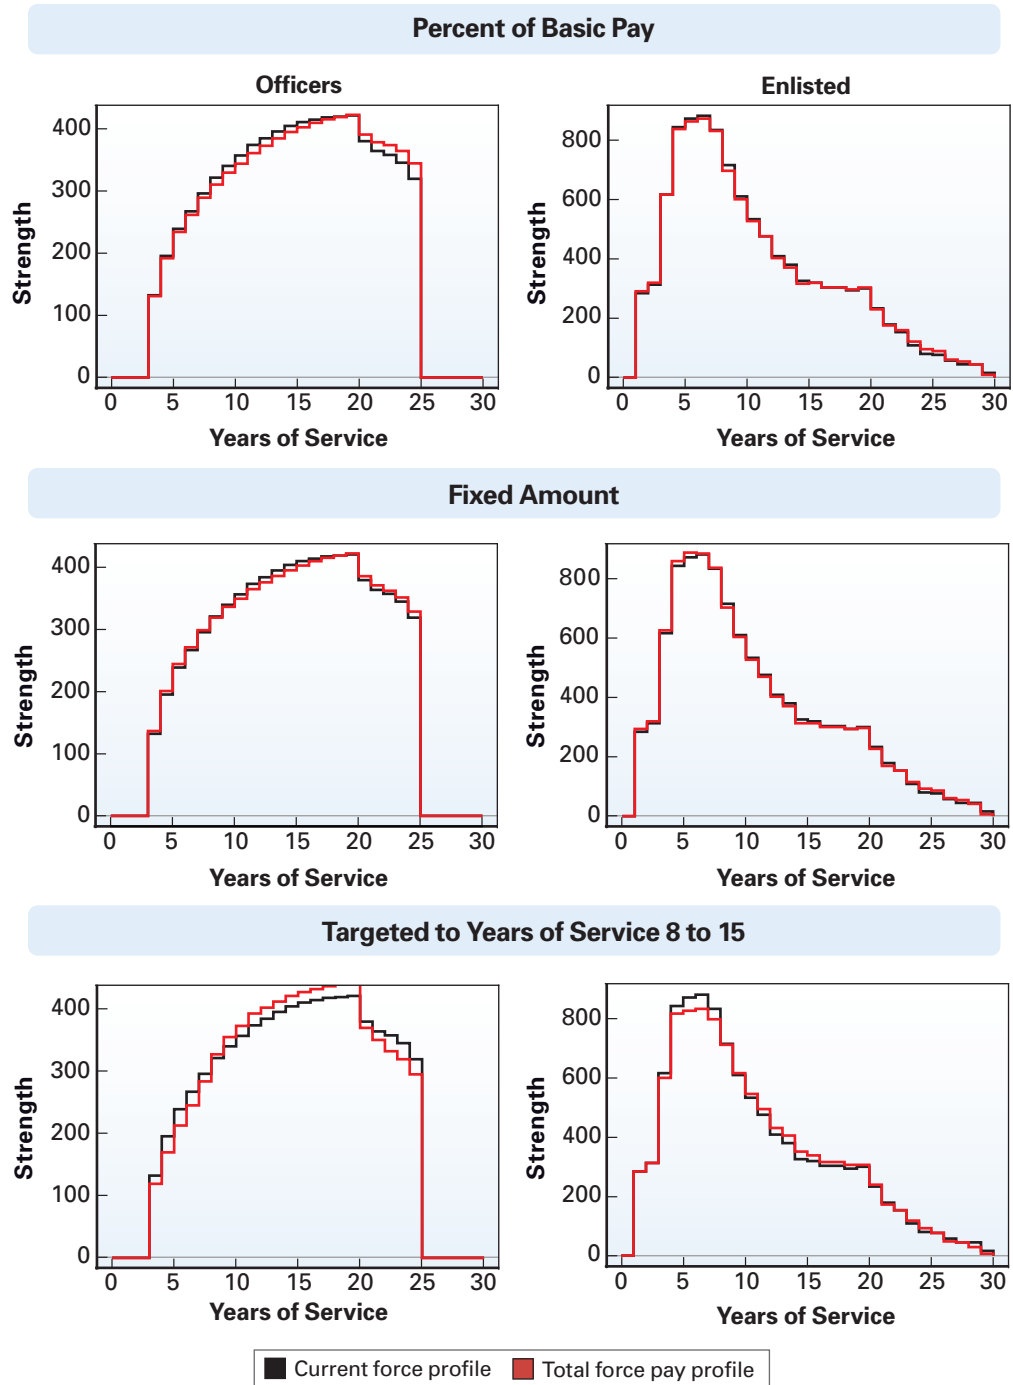 Percent of Basic Pay
Officers
Enlisted
400
300
200
100
0
Strength
0 5 10 15 20 25 30
Years of Service
800
600
400
200
0
Strength
0 5 10 15 20 25 30
Years of Service
Fixed Amount
400
300
200
100
0
Strength
0 5 10 15 20 25 30
Years of Service
800
600
400
200
0
Strength
0 5 10 15 20 25 30
Years of Service
Targeted to Years of Service 8 to 15
400
300
200
100
0
Strength
0 5 10 15 20 25 30
Years of Service
800
600
400
200
0
Strength
0 5 10 15 20 25 30
Years of Service
Current force profile
Total force pay profile